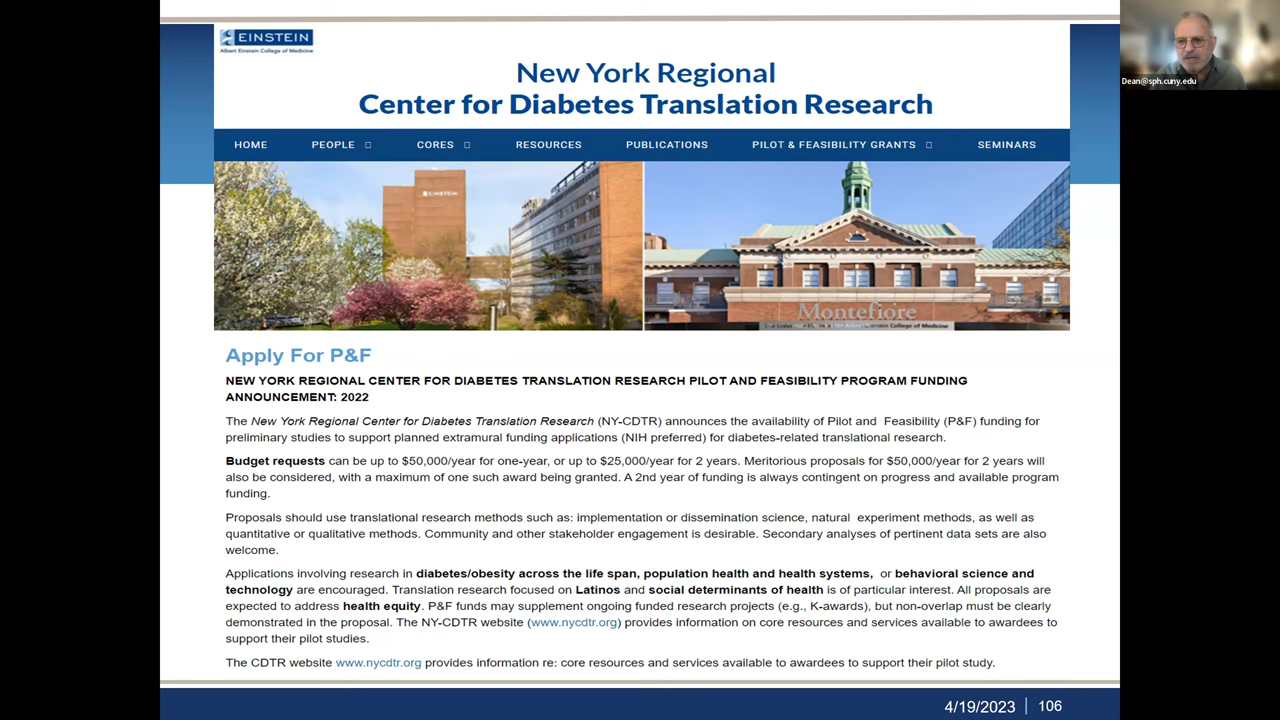 EINSTEIN
Albert Einstein College of Medicine
Dean@sph.cuny.edu
New York Regional
Center for Diabetes Translation Research
HOME PEOPLE CORES RESOURCES PUBLICATIONS PILOT & FEASIBILITY GRANTS SEMINARS
EINSTEIN
Montefiore
College of Medicine
Apply For P&F
NEW YORK REGIONAL CENTER FOR DIABETES TRANSLATION RESEARCH PILOT AND FEASIBILITY PROGRAM FUNDING
ANNOUNCEMENT: 2022
The New York Regional Center for Diabetes Translation Research (NY-CDTR) announces the availability of Pilot and Feasibility (P&F) funding for
preliminary studies to support planned extramural funding applications (NIH preferred) for diabetes-related translational research.
Budget requests can be up to $50,000/year for one-year, or up to $25,000/year for 2 years. Meritorious proposals for $50,000/year for 2 years will
also be considered, with a maximum of one such award being granted. A 2nd year of funding is always contingent on progress and available program
funding.
Proposals should use translational research methods such as: implementation or dissemination science, natural experiment methods, as well as
quantitative or qualitative methods. Community and other stakeholder engagement is desirable. Secondary analyses of pertinent data sets are also
welcome.
Applications involving research in diabetes/obesity across the life span, population health and health systems, or behavioral science and
technology are encouraged. Translation research focused on Latinos and social determinants of health is of particular interest. All proposals are
expected to address health equity. P&F funds may supplement ongoing funded research projects (e.g., K-awards), but non-overlap must be clearly
demonstrated in the proposal. The NY-CDTR website (www.nycdtr.org) provides information on core resources and services available to awardees to
support their pilot studies.
The CDTR website www.nycdtr.org provides information re: core resources and services available to awardees to support their pilot study.
4/19/2023 | 106